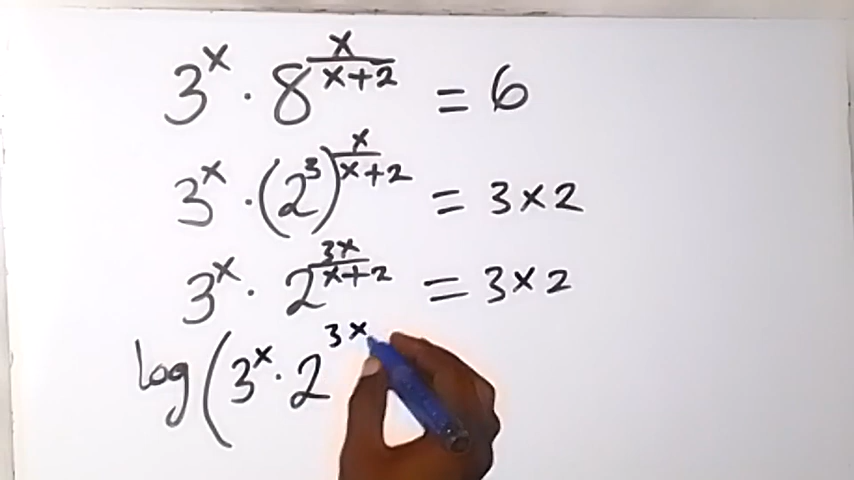 3^x · 8^(x/(x+2)) = 6
3^x · (2^3)^(x/(x+2)) = 3×2
3^x · 2^(3x/(x+2)) = 3×2
log (3^x · 2^(3x